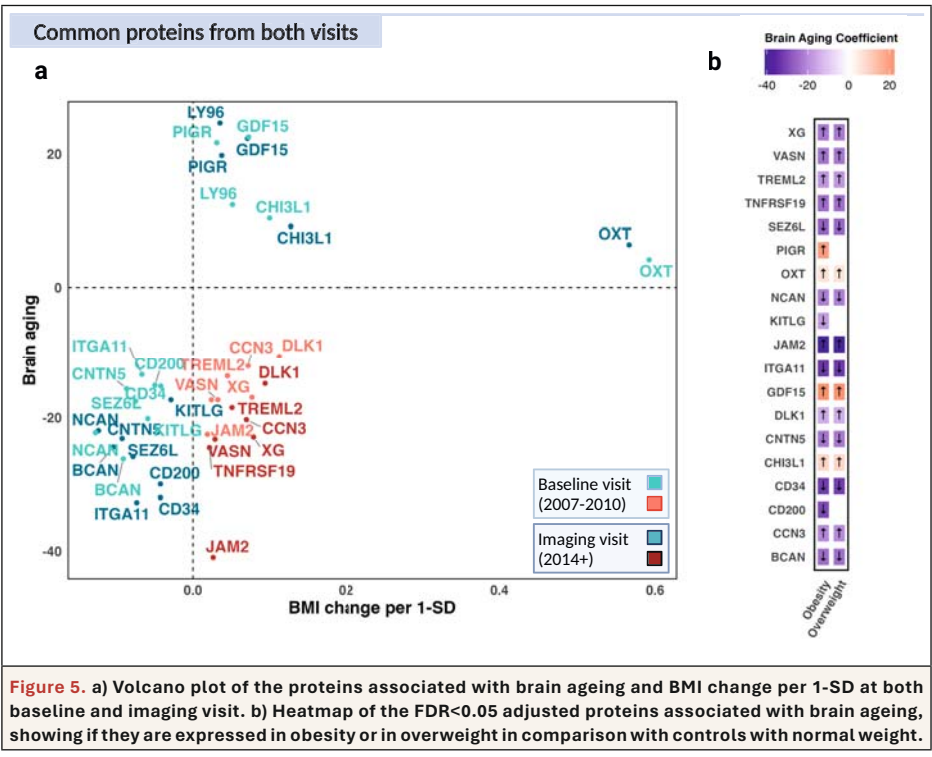 Common proteins from both visits
a
LY96
PIGR
GDF15
GDF15
PIGR
LY96
CHI3L1
CHI3L1
OXT
OXT
20
0
-20
-40
Brain aging
ITGA11
CD200
TREML2
CCN3
DLK1
CNTN5
DLK1
VASN
XG
CD34
SEZ6L
KITLG
TREML2
NCAN
CNTN5
KITLG
JAM2
CCN3
NCAN
SEZ6L
VASN
XG
BCAN
CD200
TNFRSF19
BCAN
CD34
ITGA11
JAM2
Baseline visit
(2007-2010)
Imaging visit
(2014+)
0.0
02
0.4
0.6
BMI change per 1-SD
b
Brain Aging Coefficient
-40 -20 0 20
XG ↑ ↑
VASN ↑ ↑
TREML2 ↑ ↑
TNFRSF19 ↑ ↑
SEZ6L ↓ ↓
PIGR ↑
OXT ↑ ↑
NCAN ↓ ↓
KITLG ↓
JAM2 ↑ ↑
ITGA11 ↓ ↓
GDF15 ↑ ↑
DLK1 ↑ ↑
CNTN5 ↓ ↓
CHI3L1 ↑ ↑
CD34 ↓ ↓
CD200 ↓
CCN3 ↑ ↑
BCAN ↓ ↓
Obesity
Overweight
Figure 5. a) Volcano plot of the proteins associated with brain ageing and BMI change per 1-SD at both
baseline and imaging visit. b) Heatmap of the FDR<0.05 adjusted proteins associated with brain ageing,
showing if they are expressed in obesity or in overweight in comparison with controls with normal weight.